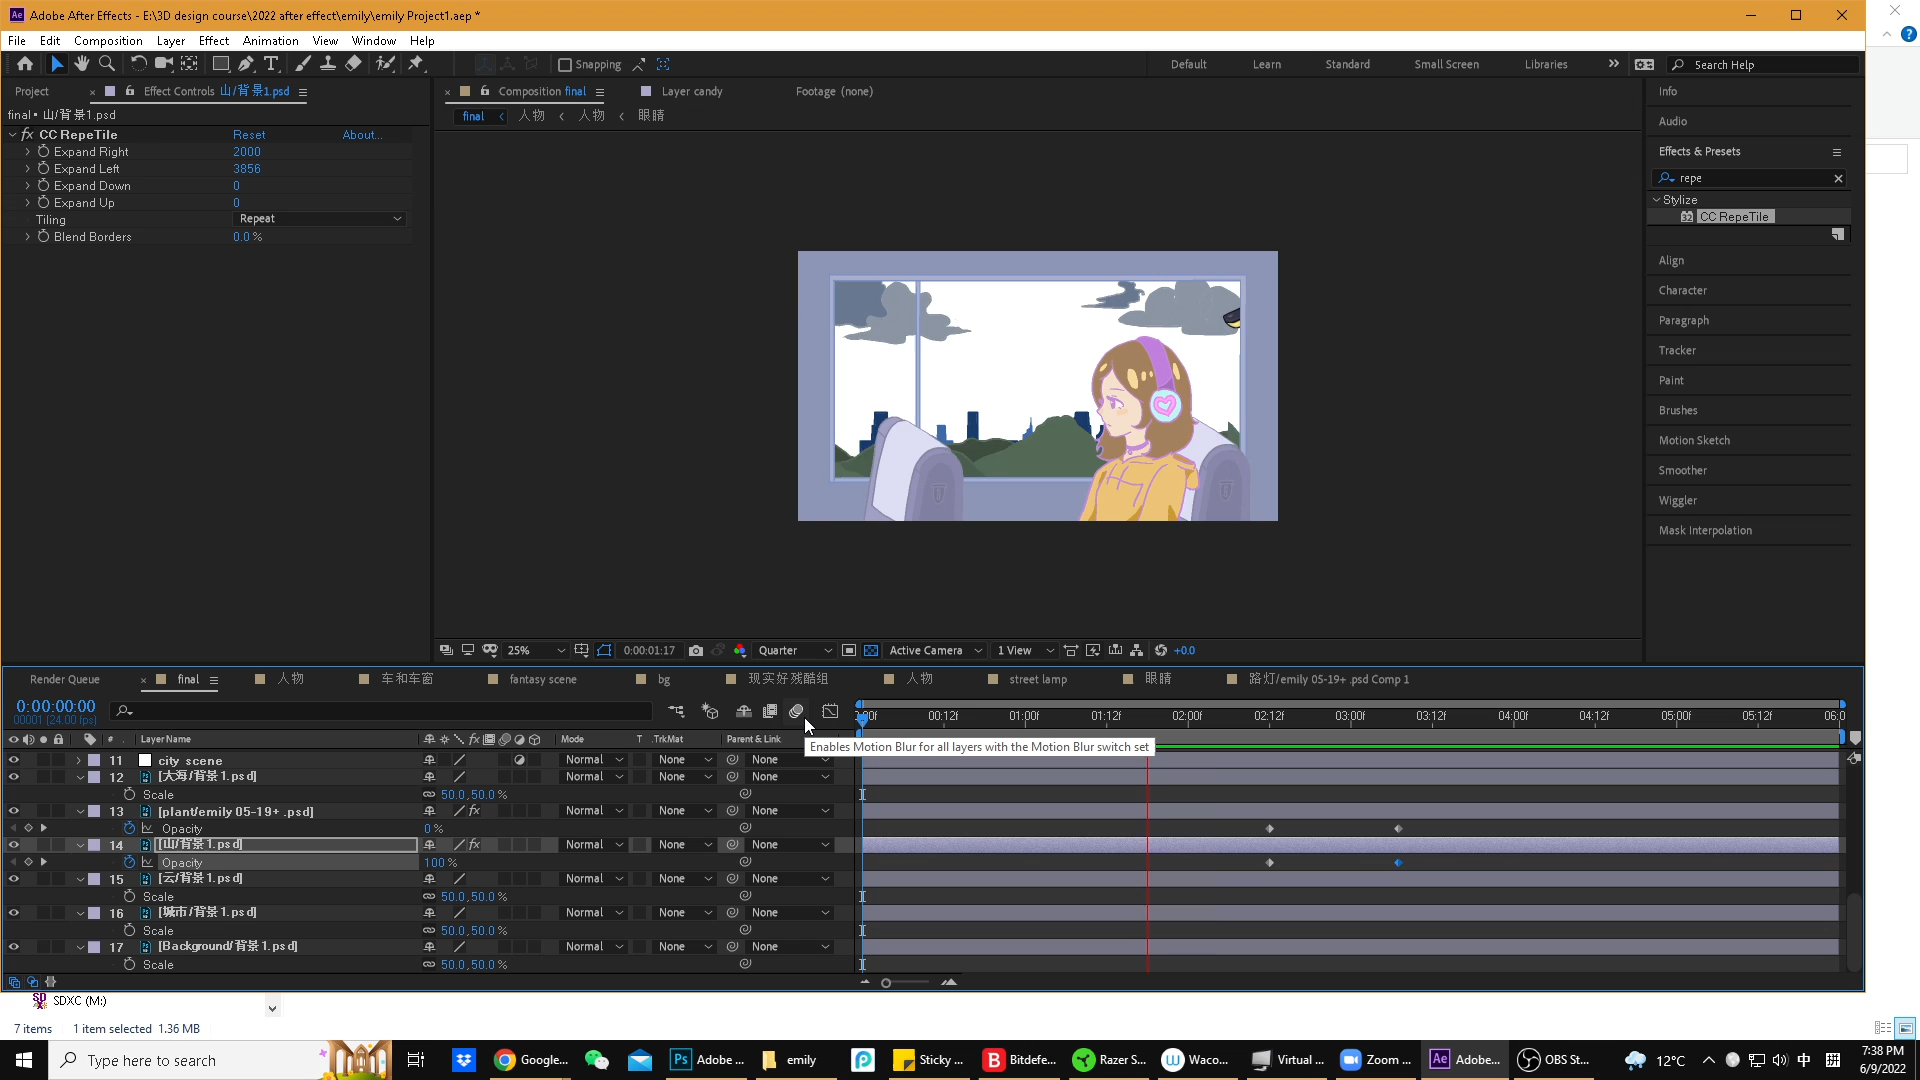 Adobe After Effects - E:\3D design course\2022 after effect\emily\emily Project1.aep *
File Edit Composition Layer Effect Animation View Window Help
Snapping
Default Learn Standard Small Screen Libraries
Search Help
Project Effect Controls 山/背景1.psd
final • 山/背景1.psd
fx CC RepeTile Reset About...
Expand Right 2000
Expand Left 3856
Expand Down 0
Expand Up 0
Tiling Repeat
Blend Borders 0.0 %
Composition final Layer candy Footage (none)
final 人物 人物 眼睛
Info
Audio
Effects & Presets
repe
Stylize
32 CC RepeTile
Align
Character
Paragraph
Tracker
Paint
Brushes
Motion Sketch
Smoother
Wiggler
Mask Interpolation
25% 0:00:01:17 Quarter Active Camera 1 View +0.0
Render Queue final 人物 车和车窗 fantasy scene bg 现实好残酷组 人物 street lamp 眼睛 路灯/emily 05-19+ .psd Comp 1
0:00:00:00
00001 (24.00 fps)
:00f 00:12f 01:00f 01:12f 02:00f 02:12f 03:00f 03:12f 04:00f 04:12f 05:00f 05:12f 06:0
# Layer Name fx Mode T .TrkMat Parent & Link
Enables Motion Blur for all layers with the Motion Blur switch set
11 city scene Normal None None
12 [大海/背景1.psd] Normal None None
Scale 50.0,50.0 %
13 [plant/emily 05-19+ .psd] fx Normal None None
Opacity 0 %
14 [山/背景1.psd] fx Normal None None
Opacity 100 %
15 [云/背景1.psd] Normal None None
Scale 50.0,50.0 %
16 [城市/背景1.psd] Normal None None
Scale 50.0,50.0 %
17 [Background/背景1.psd] Normal None None
Scale 50.0,50.0 %
SDXC (M:)
7 items 1 item selected 1.36 MB
Type here to search
Google... Adobe ... emily Sticky ... Bitdefe... Razer S... Waco... Virtual ... Zoom ... Adobe... OBS St...
12°C 中
7:38 PM
6/9/2022